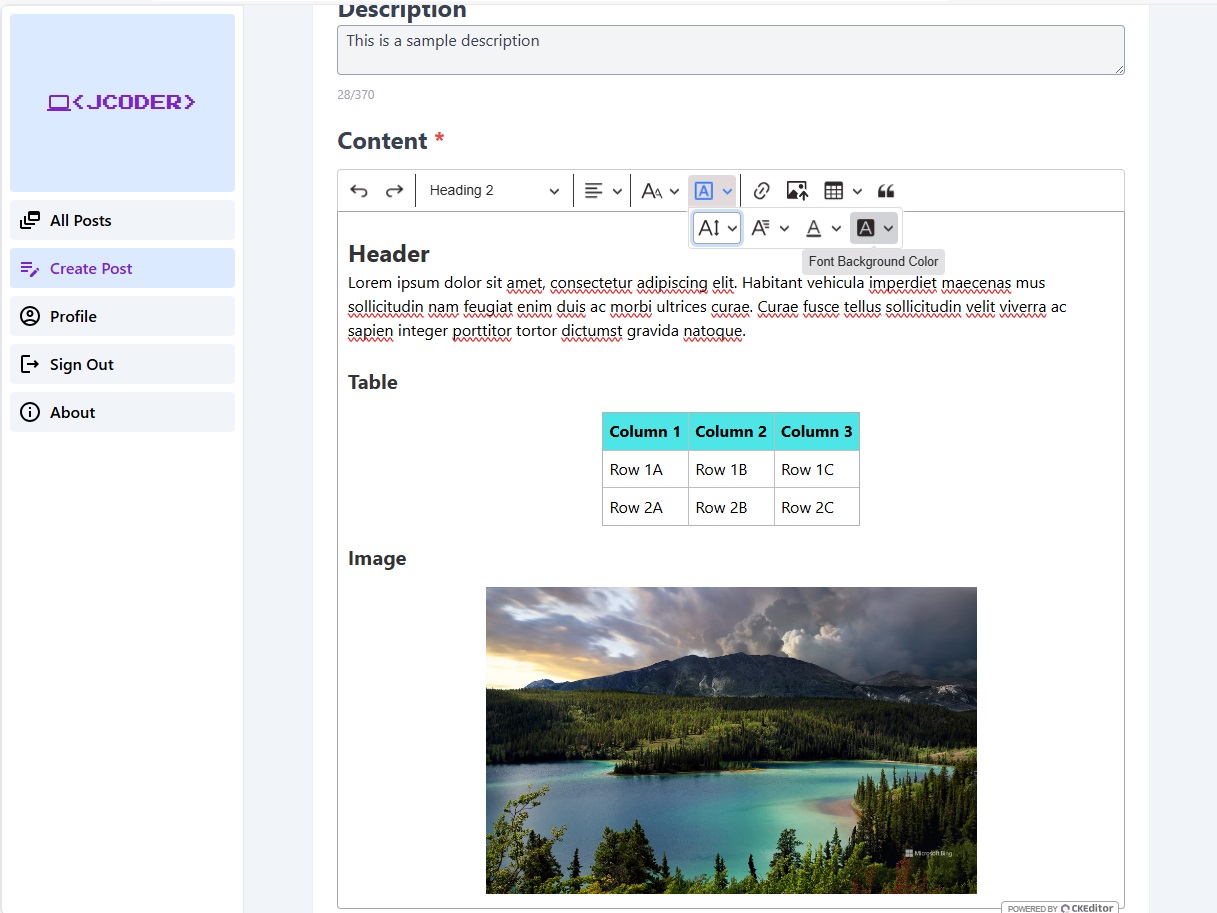 <JCODER>
All Posts
Create Post
Profile
Sign Out
About
Description
This is a sample description
28/370
Content *
Heading 2
Font Background Color
Header
Lorem ipsum dolor sit amet, consectetur adipiscing elit. Habitant vehicula imperdiet maecenas mus
sollicitudin nam feugiat enim duis ac morbi ultrices curae. Curae fusce tellus sollicitudin velit viverra ac
sapien integer porttitor tortor dictumst gravida natoque.
Table
Column 1 Column 2 Column 3
Row 1A Row 1B Row 1C
Row 2A Row 2B Row 2C
Image
Microsoft Bing
POWERED BY CKEditor